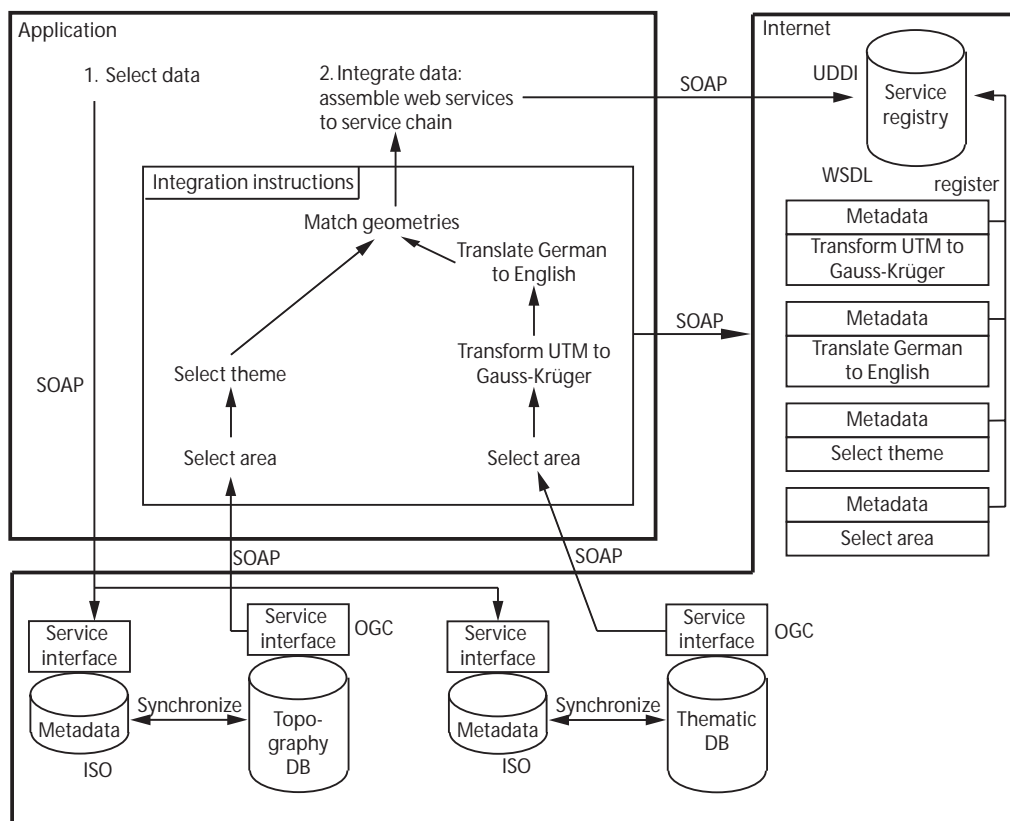 Application
1. Select data
2. Integrate data:
assemble web services
to service chain
SOAP
Internet
UDDI
Service
registry
WSDL
register
Metadata
Transform UTM to
Gauss-Krüger
Metadata
Translate German
to English
Metadata
Select theme
Metadata
Select area
Integration instructions
Match geometries
Translate German
to English
SOAP
Transform UTM to
Gauss-Krüger
Select theme
SOAP
Select area
Select area
SOAP
SOAP
Service
interface
Service
interface
OGC
Service
interface
Service
interface
OGC
Metadata
Synchronize
Topo-
graphy
DB
ISO
Metadata
Synchronize
Thematic
DB
ISO